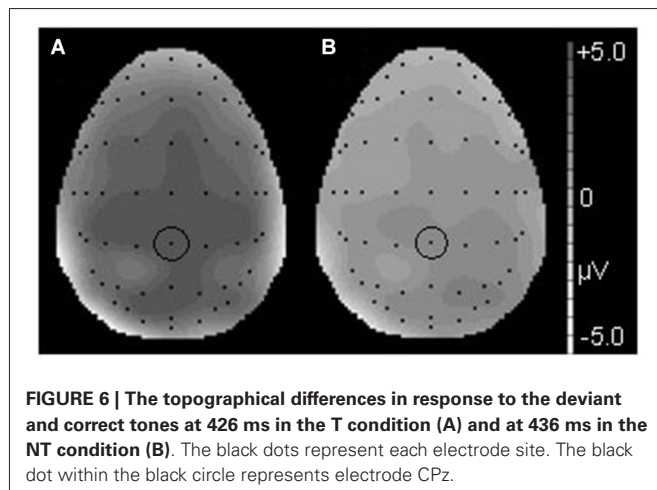 A
B
+5.0
0
µV
-5.0
FIGURE 6 | The topographical differences in response to the deviant
and correct tones at 426 ms in the T condition (A) and at 436 ms in the
NT condition (B). The black dots represent each electrode site. The black
dot within the black circle represents electrode CPz.